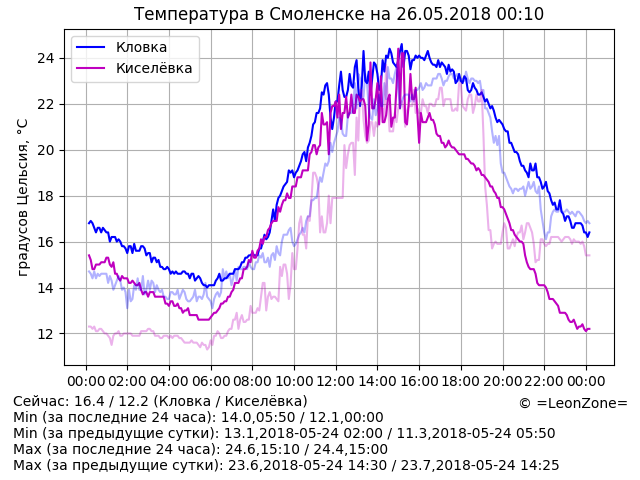 Температура в Смоленске на 26.05.2018 00:10
Кловка
Киселёвка
градусов Цельсия, °C
24
22
20
18
16
14
12
00:00 02:00 04:00 06:00 08:00 10:00 12:00 14:00 16:00 18:00 20:00 22:00 00:00
Сейчас: 16.4 / 12.2 (Кловка / Киселёвка)
© =LeonZone=
Min (за последние 24 часа): 14.0,05:50 / 12.1,00:00
Min (за предыдущие сутки): 13.1,2018-05-24 02:00 / 11.3,2018-05-24 05:50
Max (за последние 24 часа): 24.6,15:10 / 24.4,15:00
Max (за предыдущие сутки): 23.6,2018-05-24 14:30 / 23.7,2018-05-24 14:25